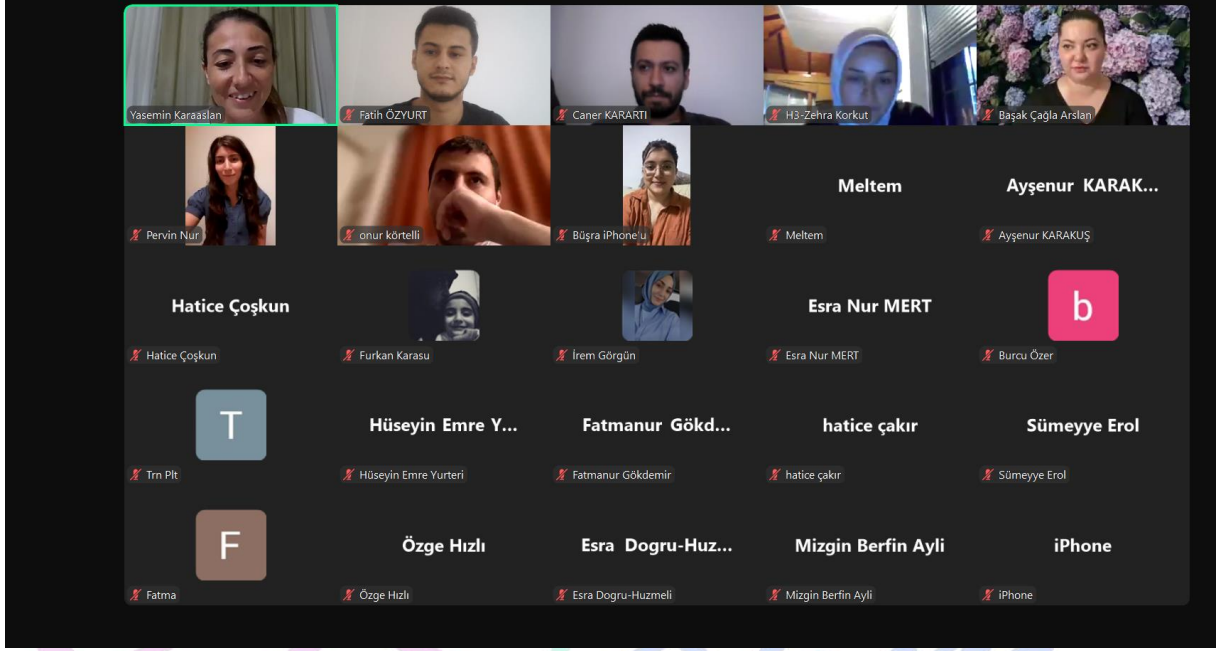 Yasemin Karaaslan
Fatih ÖZYURT
Caner KARARTI
H3-Zehra Korkut
Başak Çağla Arslan
Pervin Nur
onur körtelli
Büşra iPhone'u
Meltem
Meltem
Ayşenur KARAK...
Ayşenur KARAKUŞ
Hatice Çoşkun
Hatice Çoşkun
Furkan Karasu
İrem Görgün
Esra Nur MERT
Esra Nur MERT
b
Burcu Özer
T
Trn Plt
Hüseyin Emre Y...
Hüseyin Emre Yurteri
Fatmanur Gökd...
Fatmanur Gökdemir
hatice çakır
hatice çakır
Sümeyye Erol
Sümeyye Erol
F
Fatma
Özge Hızlı
Özge Hızlı
Esra Dogru-Huz...
Esra Dogru-Huzmeli
Mizgin Berfin Ayli
Mizgin Berfin Ayli
iPhone
iPhone